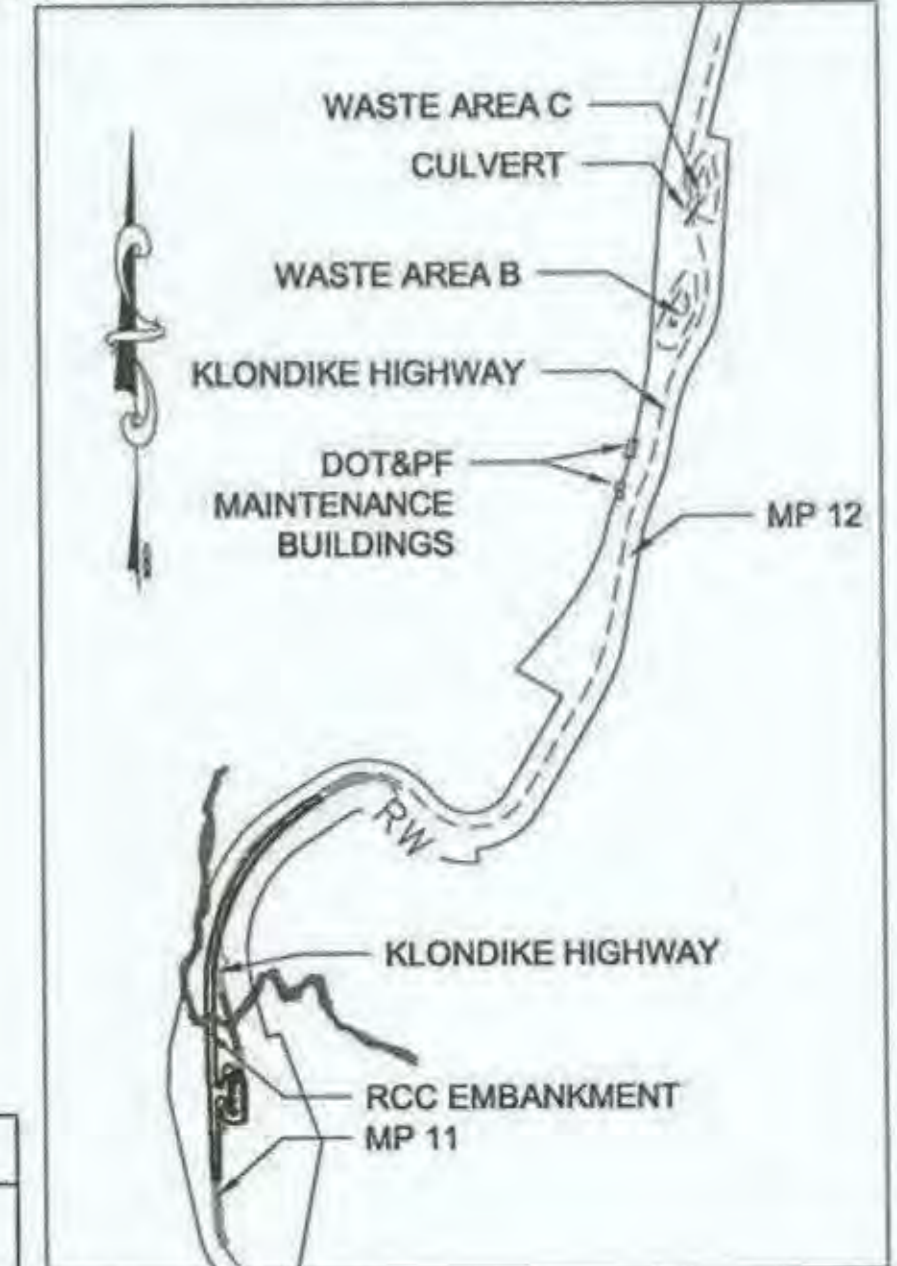 WASTE AREA C
CULVERT
WASTE AREA B
KLONDIKE HIGHWAY
DOT&PF
MAINTENANCE
BUILDINGS
MP 12
RW
KLONDIKE HIGHWAY
RCC EMBANKMENT
MP 11